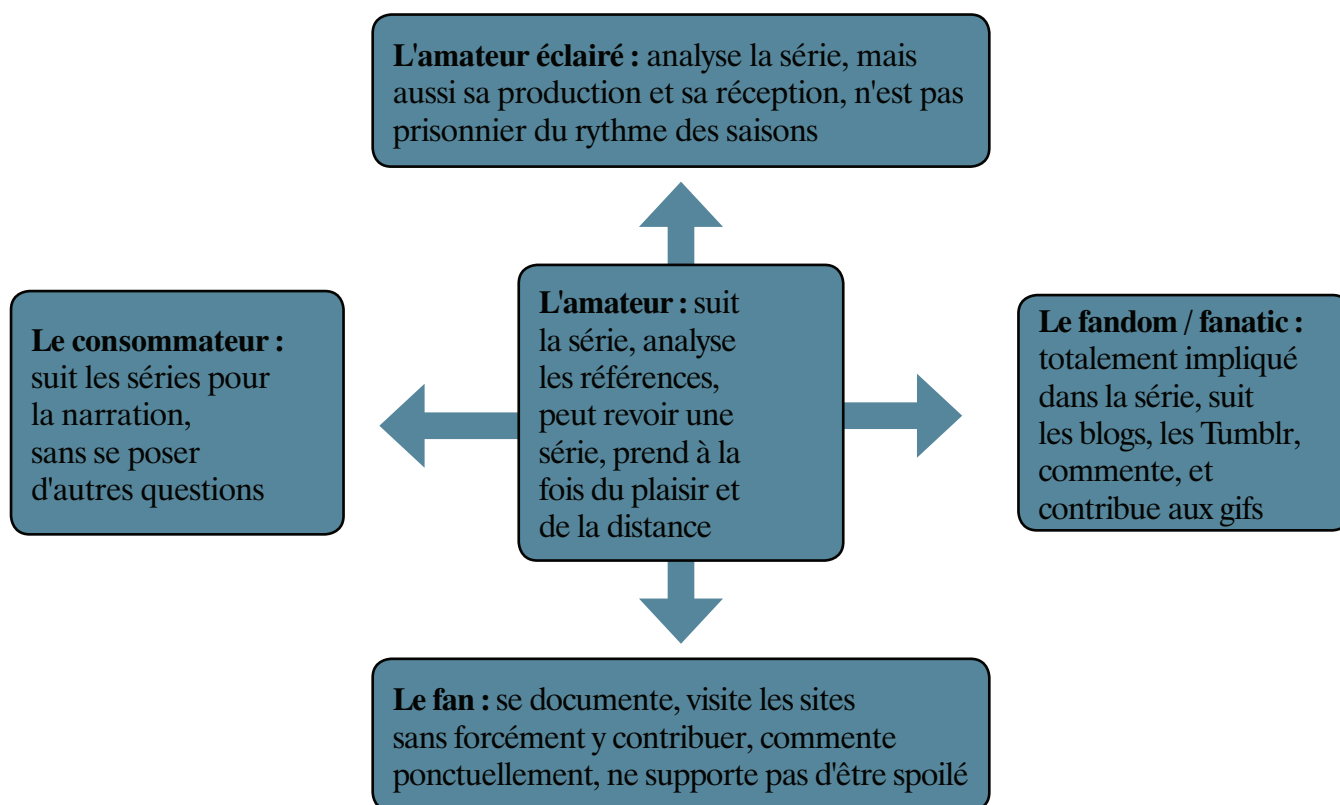 L'amateur éclairé : analyse la série, mais
aussi sa production et sa réception, n'est pas
prisonnier du rythme des saisons
Le consommateur :
suit les séries pour
la narration,
sans se poser
d'autres questions
L'amateur : suit
la série, analyse
les références,
peut revoir une
série, prend à la
fois du plaisir et
de la distance
Le fandom / fanatic :
totalement impliqué
dans la série, suit
les blogs, les Tumblr,
commente, et
contribue aux gifs
Le fan : se documente, visite les sites
sans forcément y contribuer, commente
ponctuellement, ne supporte pas d'être spoilé